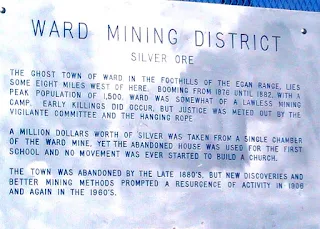 WARD MINING DISTRICT
SILVER ORE
THE GHOST TOWN OF WARD IN THE FOOTHILLS OF THE EGAN RANGE, LIES
SOME EIGHT MILES WEST OF HERE. BOOMING FROM 1876 UNTIL 1882, WITH A
PEAK POPULATION OF 1,500, WARD WAS SOMEWHAT OF A LAWLESS MINING
CAMP. EARLY KILLINGS DID OCCUR, BUT JUSTICE WAS METED OUT BY THE
VIGILANTE COMMITTEE AND THE HANGING ROPE.
A MILLION DOLLARS WORTH OF SILVER WAS TAKEN FROM A SINGLE CHAMBER
OF THE WARD MINE, YET THE ABANDONED HOUSE WAS USED FOR THE FIRST
SCHOOL AND NO MOVEMENT WAS EVER STARTED TO BUILD A CHURCH.
THE TOWN WAS ABANDONED BY THE LATE 1880'S, BUT NEW DISCOVERIES AND
BETTER MINING METHODS PROMPTED A RESURGENCE OF ACTIVITY IN 1906
AND AGAIN IN THE 1960'S.